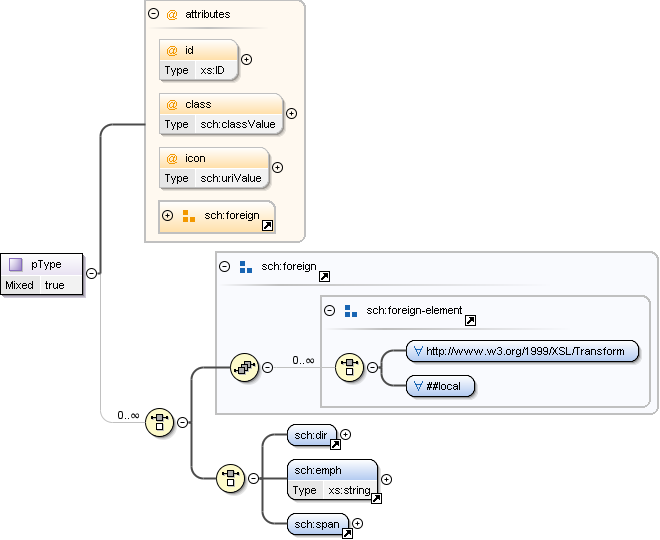 attributes
@ id
Type xs:ID
@ class
Type sch:classValue
@ icon
Type sch:uriValue
sch:foreign
pType
Mixed true
sch:foreign
sch:foreign-element
∀ http://www.w3.org/1999/XSL/Transform
0..∞
∀ ##local
0..∞
sch:dir
sch:emph
Type xs:string
sch:span